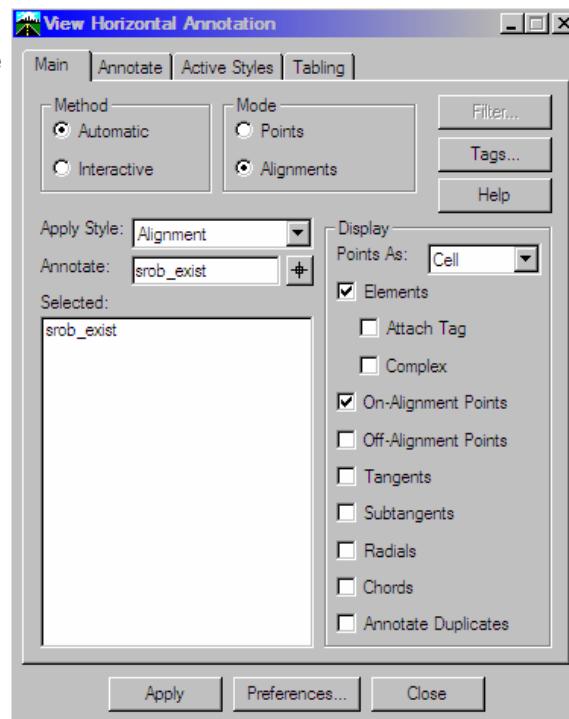 View Horizontal Annotation
Main
Annotate
Active Styles
Tabling
Method
Automatic
Interactive
Mode
Points
Alignments
Filter...
Tags...
Help
Apply Style: Alignment
Annotate: srob_exist
Selected:
srob_exist
Display
Points As: Cell
Elements
Attach Tag
Complex
On-Alignment Points
Off-Alignment Points
Tangents
Subtangents
Radials
Chords
Annotate Duplicates
Apply
Preferences...
Close